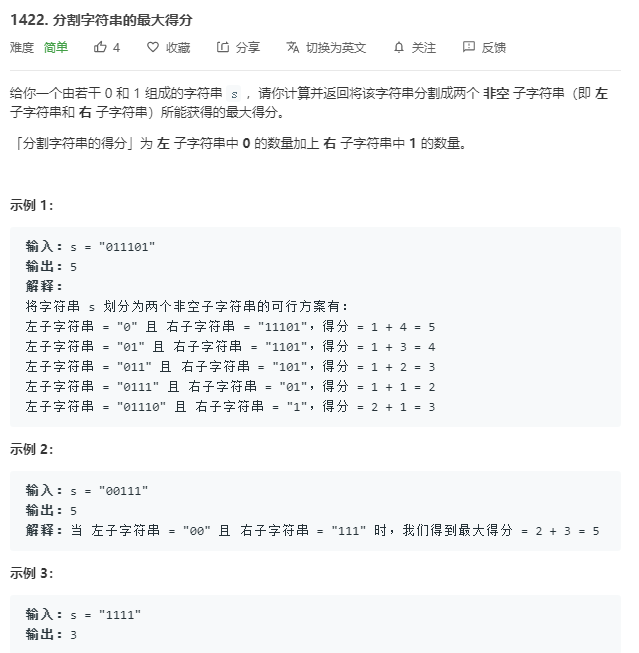 1422. 分割字符串的最大得分
难度 简单 4 收藏 分享 切换为英文 关注 反馈
给你一个由若干 0 和 1 组成的字符串 s ，请你计算并返回将该字符串分割成两个 非空 子字符串（即 左
子字符串和 右 子字符串）所能获得的最大得分。
「分割字符串的得分」为 左 子字符串中 0 的数量加上 右 子字符串中 1 的数量。
示例 1：
输入：s = "011101"
输出：5
解释：
将字符串 s 划分为两个非空子字符串的可行方案有：
左子字符串 = "0" 且 右子字符串 = "11101"，得分 = 1 + 4 = 5
左子字符串 = "01" 且 右子字符串 = "1101"，得分 = 1 + 3 = 4
左子字符串 = "011" 且 右子字符串 = "101"，得分 = 1 + 2 = 3
左子字符串 = "0111" 且 右子字符串 = "01"，得分 = 1 + 1 = 2
左子字符串 = "01110" 且 右子字符串 = "1"，得分 = 2 + 1 = 3
示例 2：
输入：s = "00111"
输出：5
解释：当 左子字符串 = "00" 且 右子字符串 = "111" 时，我们得到最大得分 = 2 + 3 = 5
示例 3：
输入：s = "1111"
输出：3